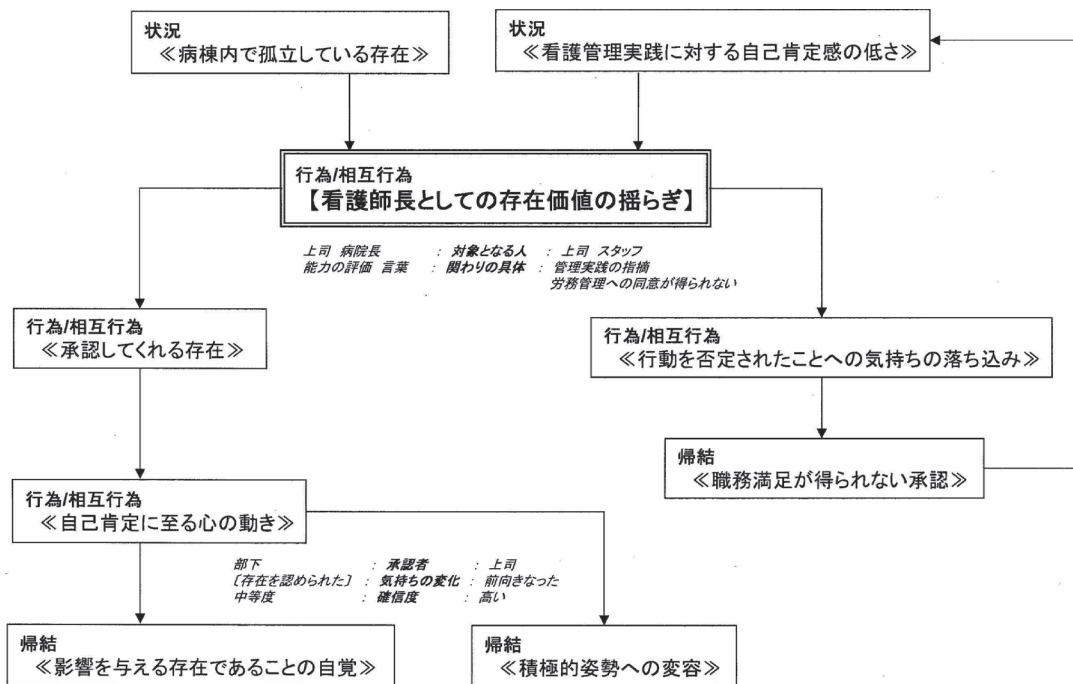 状況
≪病棟内で孤立している存在≫
状況
≪看護管理実践に対する自己肯定感の低さ≫
行為/相互行為
【看護師長としての存在価値の揺らぎ】
上司 病院長 : 対象となる人 : 上司 スタッフ
能力の評価 言葉 : 関わりの具体 : 管理実践の指摘
労務管理への同意が得られない
行為/相互行為
≪承認してくれる存在≫
行為/相互行為
≪行動を否定されたことへの気持ちの落ち込み≫
帰結
≪職務満足が得られない承認≫
行為/相互行為
≪自己肯定に至る心の動き≫
部下 : 承認者 : 上司
〔存在を認められた〕 : 気持ちの変化 : 前向きなった
中等度 : 確信度 : 高い
帰結
≪影響を与える存在であることの自覚≫
帰結
≪積極的姿勢への変容≫